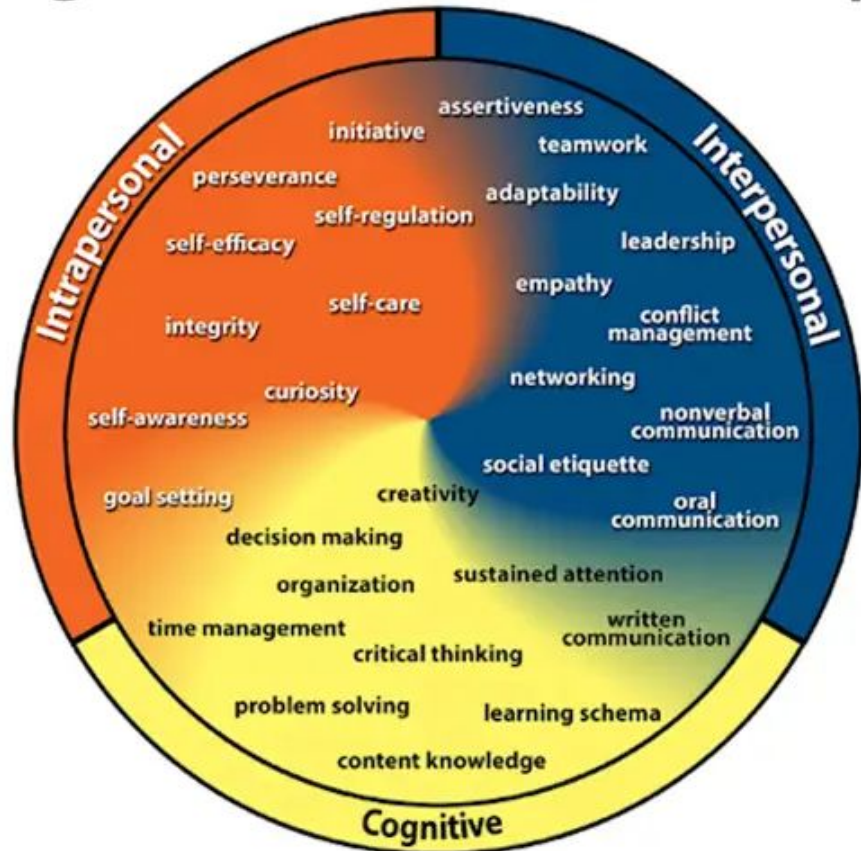 Intrapersonal
Interpersonal
Cognitive
assertiveness
initiative
teamwork
perseverance
adaptability
self-regulation
self-efficacy
leadership
empathy
self-care
conflict
management
integrity
networking
curiosity
self-awareness
nonverbal
communication
social etiquette
goal setting
creativity
oral
communication
decision making
sustained attention
organization
written
communication
time management
critical thinking
problem solving
learning schema
content knowledge